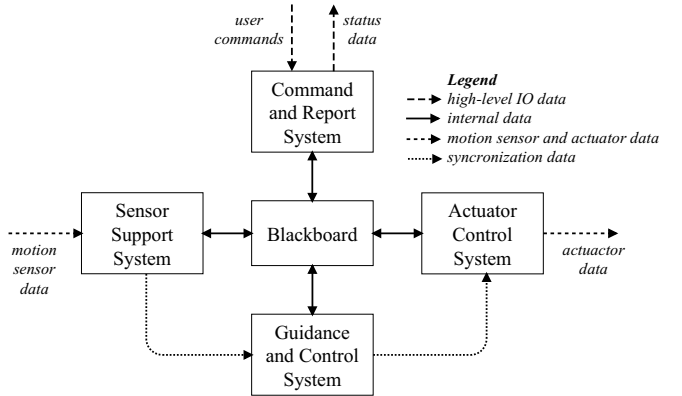 user
commands
status
data
Command
and Report
System
Legend
high-level IO data
internal data
motion sensor and actuator data
syncronization data
Sensor
Support
System
Blackboard
Actuator
Control
System
motion
sensor
data
actuactor
data
Guidance
and Control
System